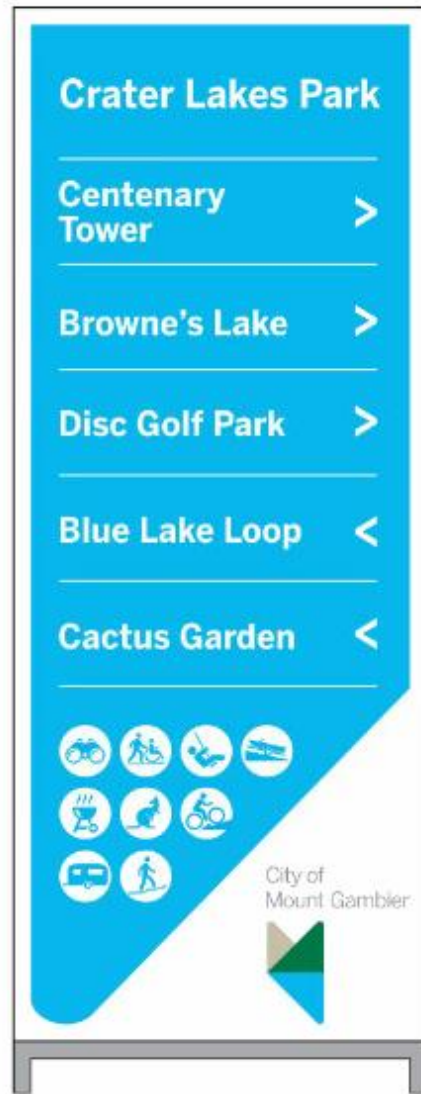 Crater Lakes Park
Centenary
Tower >
Browne's Lake >
Disc Golf Park >
Blue Lake Loop <
Cactus Garden <
City of
Mount Gambier